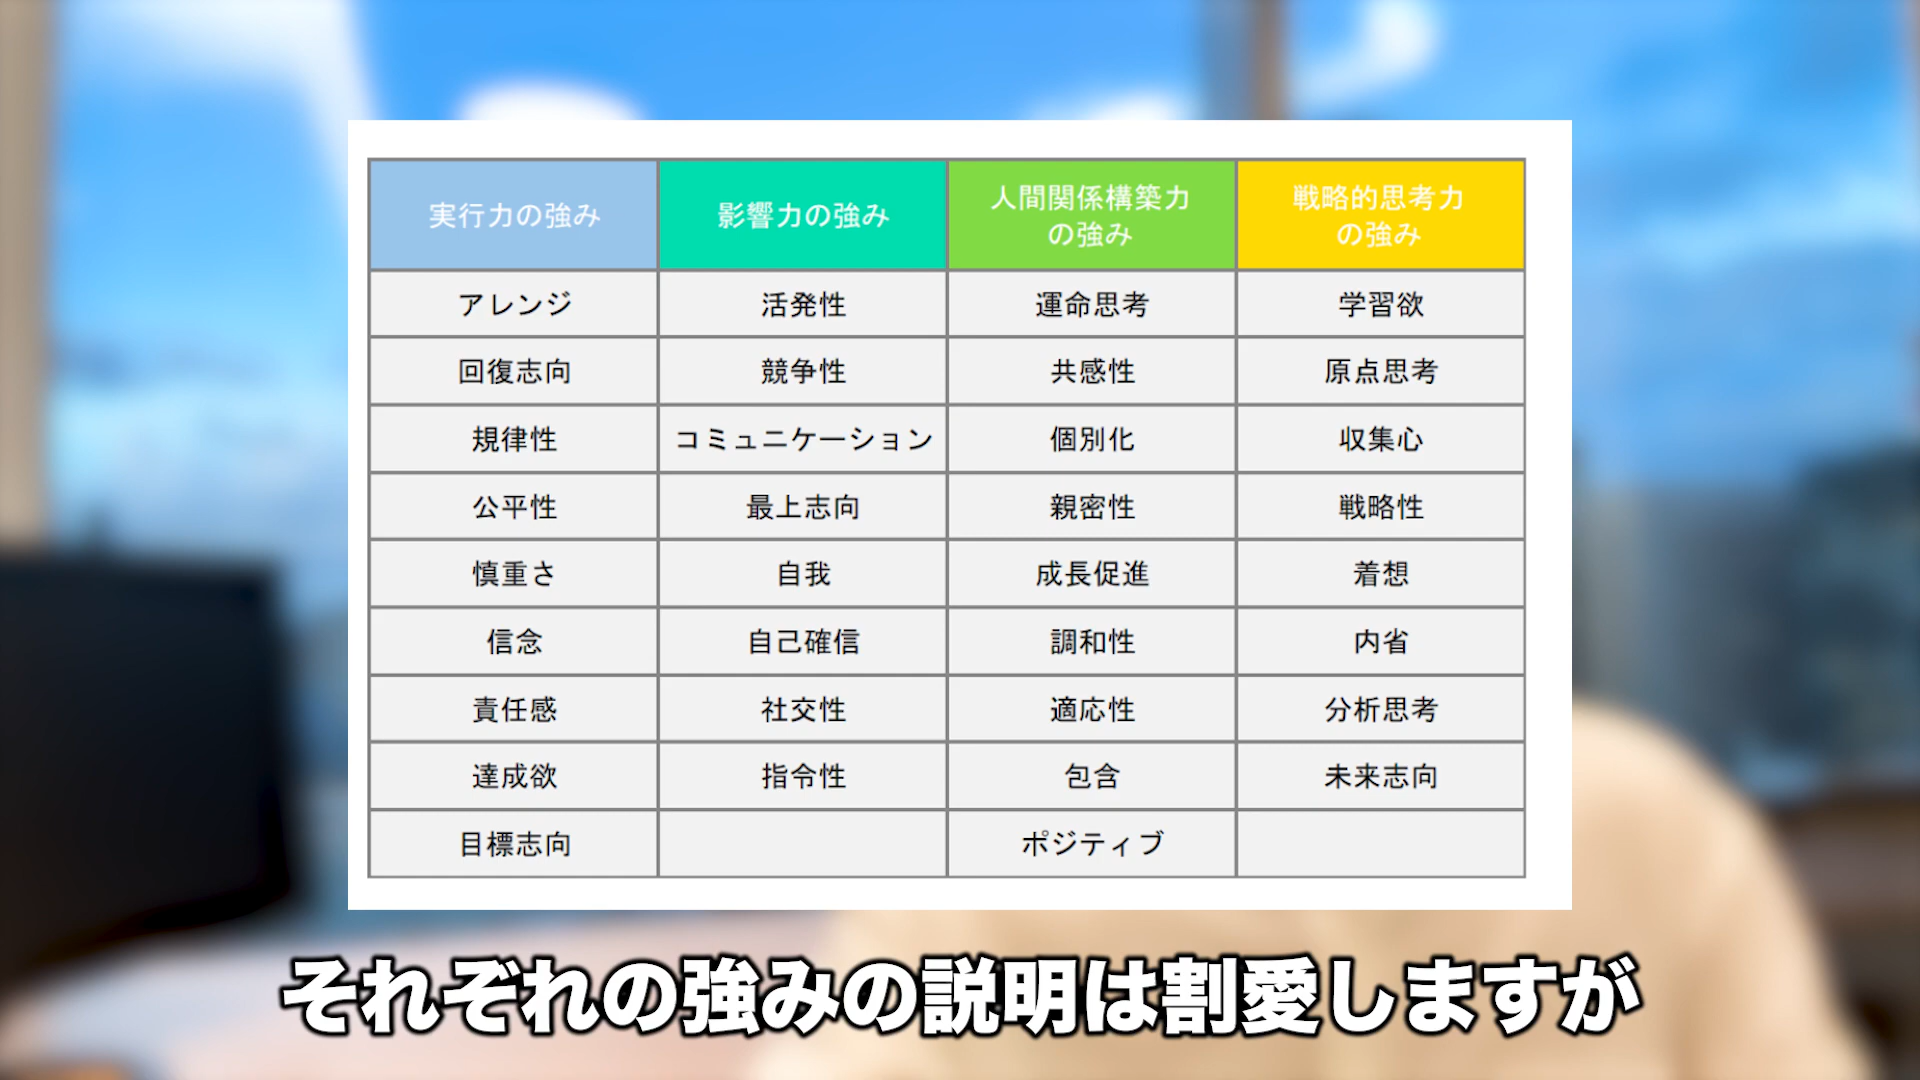 実行力の強み
影響力の強み
人間関係構築力
の強み
戦略的思考力
の強み
アレンジ
活発性
運命思考
学習欲
回復志向
競争性
共感性
原点思考
規律性
コミュニケーション
個別化
収集心
公平性
最上志向
親密性
戦略性
慎重さ
自我
成長促進
着想
信念
自己確信
調和性
内省
責任感
社交性
適応性
分析思考
達成欲
指令性
包含
未来志向
目標志向
ポジティブ
それぞれの強みの説明は割愛しますが